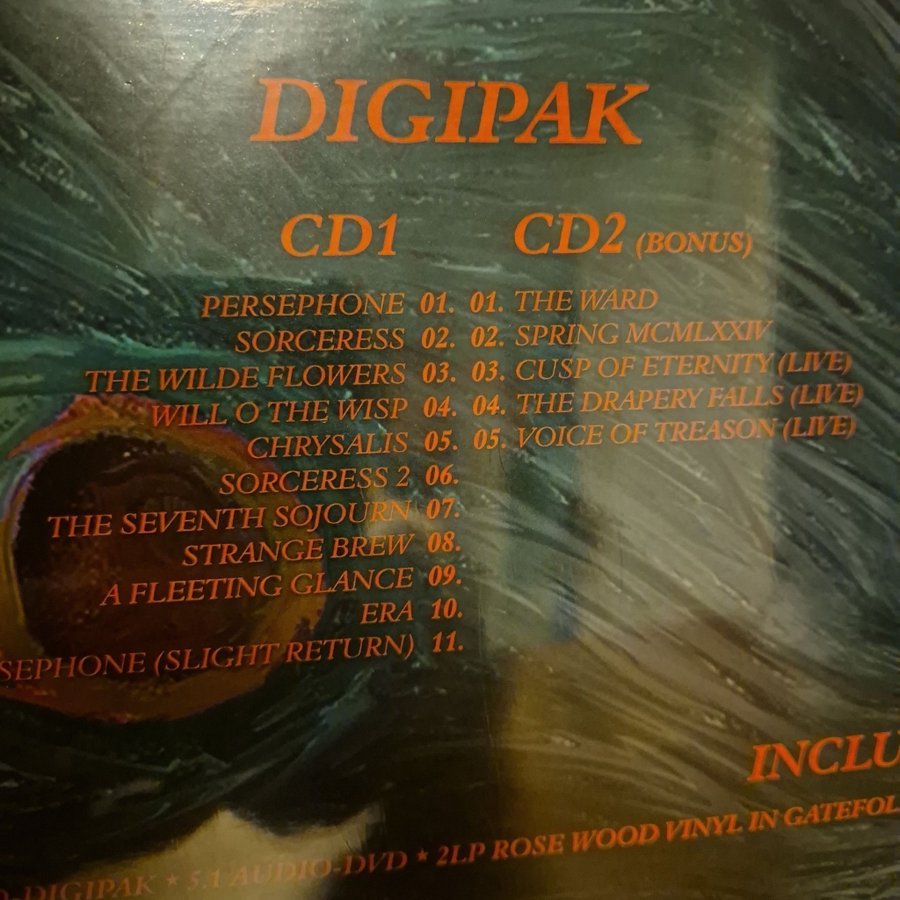 DIGIPAK
CD1
PERSEPHONE 01.
SORCERESS 02.
THE WILDE FLOWERS 03.
WILL O THE WISP 04.
CHRYSALIS 05.
SORCERESS 2 06.
THE SEVENTH SOJOURN 07.
STRANGE BREW 08.
A FLEETING GLANCE 09.
ERA 10.
SEPHONE (SLIGHT RETURN) 11.
CD2 (BONUS)
01. THE WARD
02. SPRING MCMLXXIV
03. CUSP OF ETERNITY (LIVE)
04. THE DRAPERY FALLS (LIVE)
05. VOICE OF TREASON (LIVE)
INCLU
-DIGIPAK * 5.1 AUDIO-DVD * 2LP ROSE WOOD VINYL IN GATEFOL